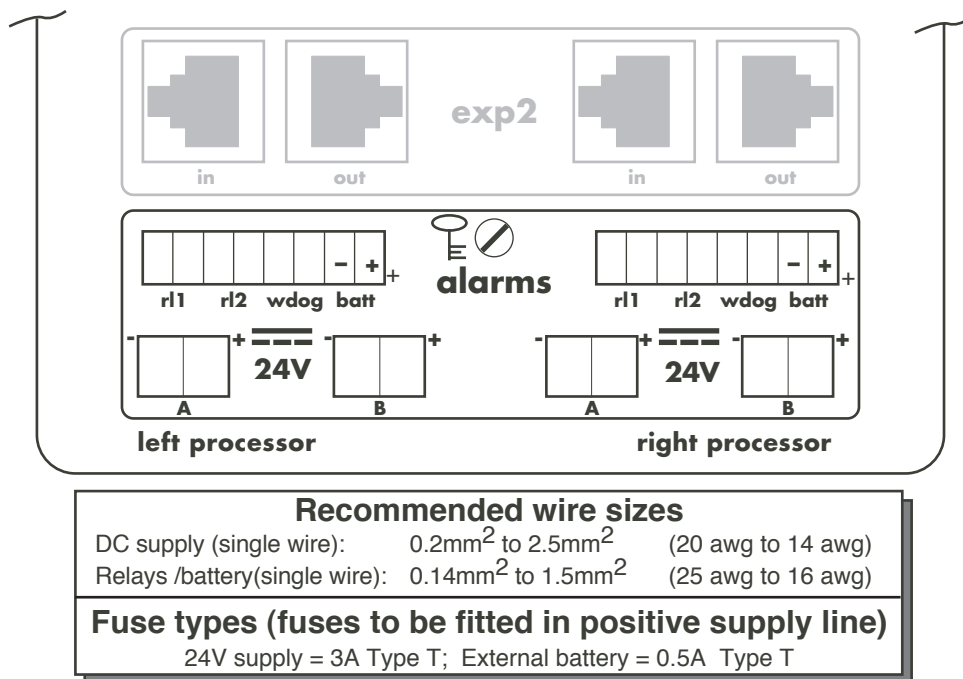 exp2
in out in out
- + + alarms - + +
rl1 rl2 wdog batt rl1 rl2 wdog batt
- + 24V - + - + 24V - +
A B A B
left processor right processor
Recommended wire sizes
DC supply (single wire): 0.2mm² to 2.5mm² (20 awg to 14 awg)
Relays /battery(single wire): 0.14mm² to 1.5mm² (25 awg to 16 awg)
Fuse types (fuses to be fitted in positive supply line)
24V supply = 3A Type T; External battery = 0.5A Type T